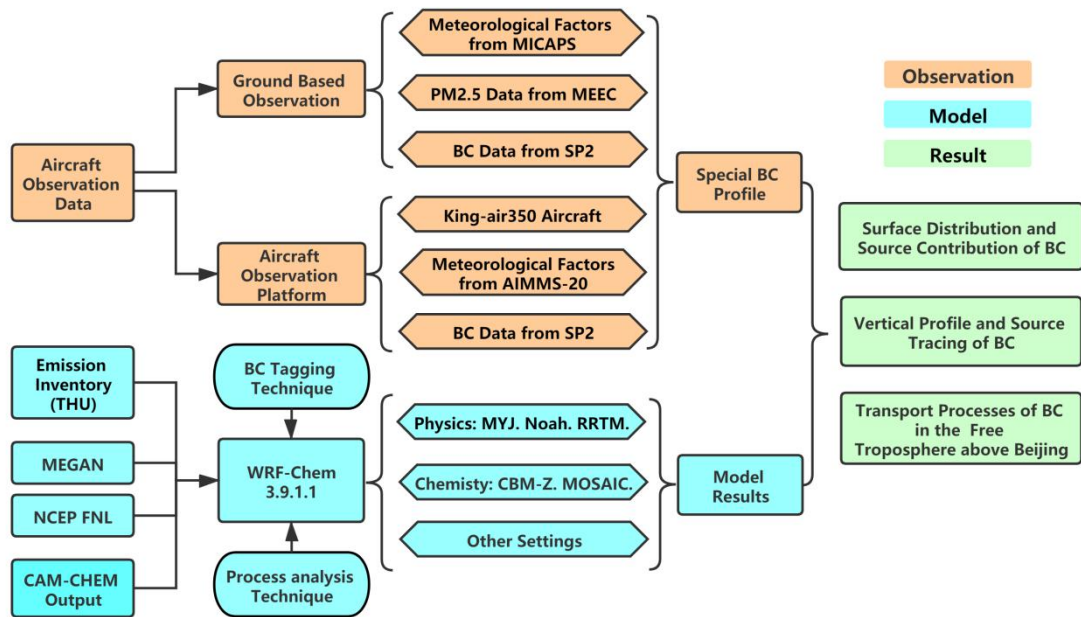 Meteorological Factors
from MICAPS
Ground Based
Observation
PM2.5 Data from MEEC
BC Data from SP2
Aircraft
Observation
Data
King-air350 Aircraft
Aircraft
Observation
Platform
Meteorological Factors
from AIMMS-20
BC Data from SP2
Special BC
Profile
Observation
Model
Result
Surface Distribution and
Source Contribution of BC
Vertical Profile and Source
Tracing of BC
Transport Processes of BC
in the Free
Troposphere above Beijing
Emission
Inventory
(THU)
MEGAN
NCEP FNL
CAM-CHEM
Output
BC Tagging
Technique
WRF-Chem
3.9.1.1
Process analysis
Technique
Physics: MYJ. Noah. RRTM.
Chemisty: CBM-Z. MOSAIC.
Other Settings
Model
Results